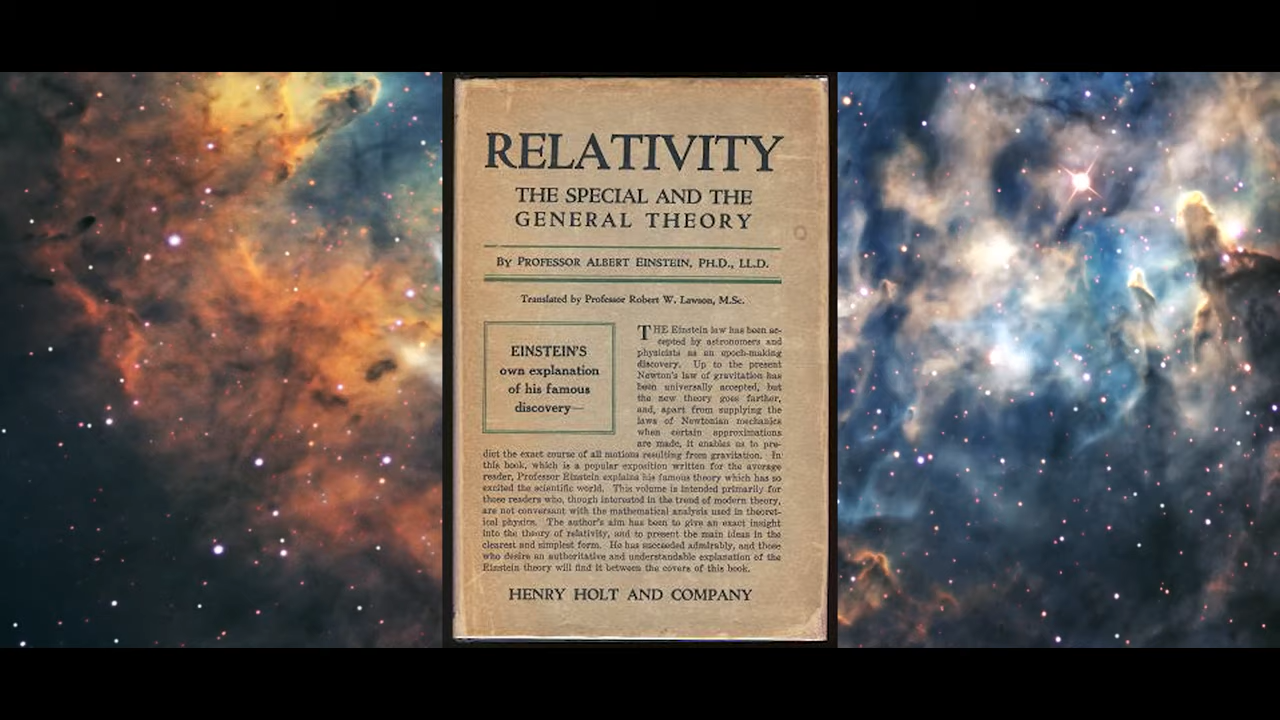 RELATIVITY
THE SPECIAL AND THE
GENERAL THEORY
By PROFESSOR ALBERT EINSTEIN, PH.D., LL.D.
Translated by Professor Robert W. Lawson, M.Sc.
EINSTEIN'S
own explanation
of his famous
discovery—
THE Einstein law has been ac-
cepted by astronomers and
physicists as an epoch-making
discovery. Up to the present
Newton's law of gravitation has
been universally accepted, but
the new theory goes farther,
and, apart from supplying the
laws of Newtonian mechanics
when certain approximations
are made, it enables us to pre-
dict the exact course of all motions resulting from gravitation. In
this book, which is a popular exposition written for the average
reader, Professor Einstein explains his famous theory which has so
excited the scientific world. This volume is intended primarily for
those readers who, though interested in the trend of modern theory,
are not conversant with the mathematical analysis used in theoret-
ical physics. The author's aim has been to give an exact insight
into the theory of relativity, and to present the main ideas in the
clearest and simplest form. He has succeeded admirably, and those
who desire an authoritative and understandable explanation of the
Einstein theory will find it between the covers of this book.
HENRY HOLT AND COMPANY